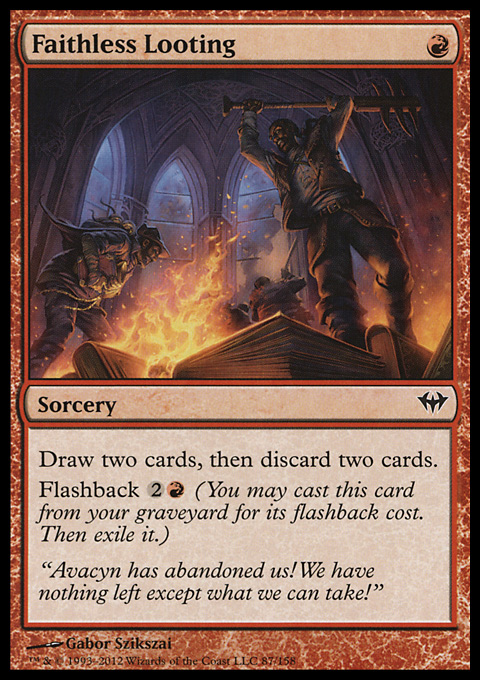 Faithless Looting
Sorcery
Draw two cards, then discard two cards.
Flashback 2 (You may cast this card
from your graveyard for its flashback cost.
Then exile it.)
“Avacyn has abandoned us! We have
nothing left except what we can take!”
Gabor Szikszai
™ & © 1993–2012 Wizards of the Coast LLC 87/158